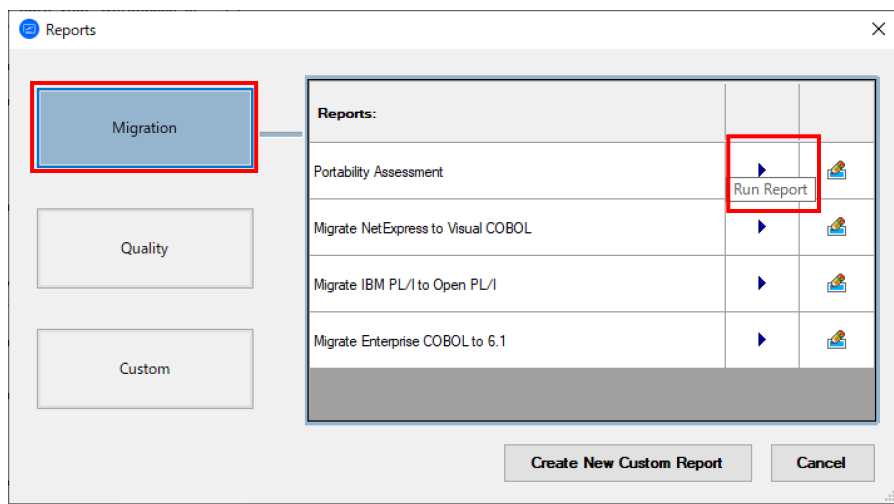 Reports
Migration
Quality
Custom
Reports:
Portability Assessment
Run Report
Migrate NetExpress to Visual COBOL
Migrate IBM PL/I to Open PL/I
Migrate Enterprise COBOL to 6.1
Create New Custom Report
Cancel